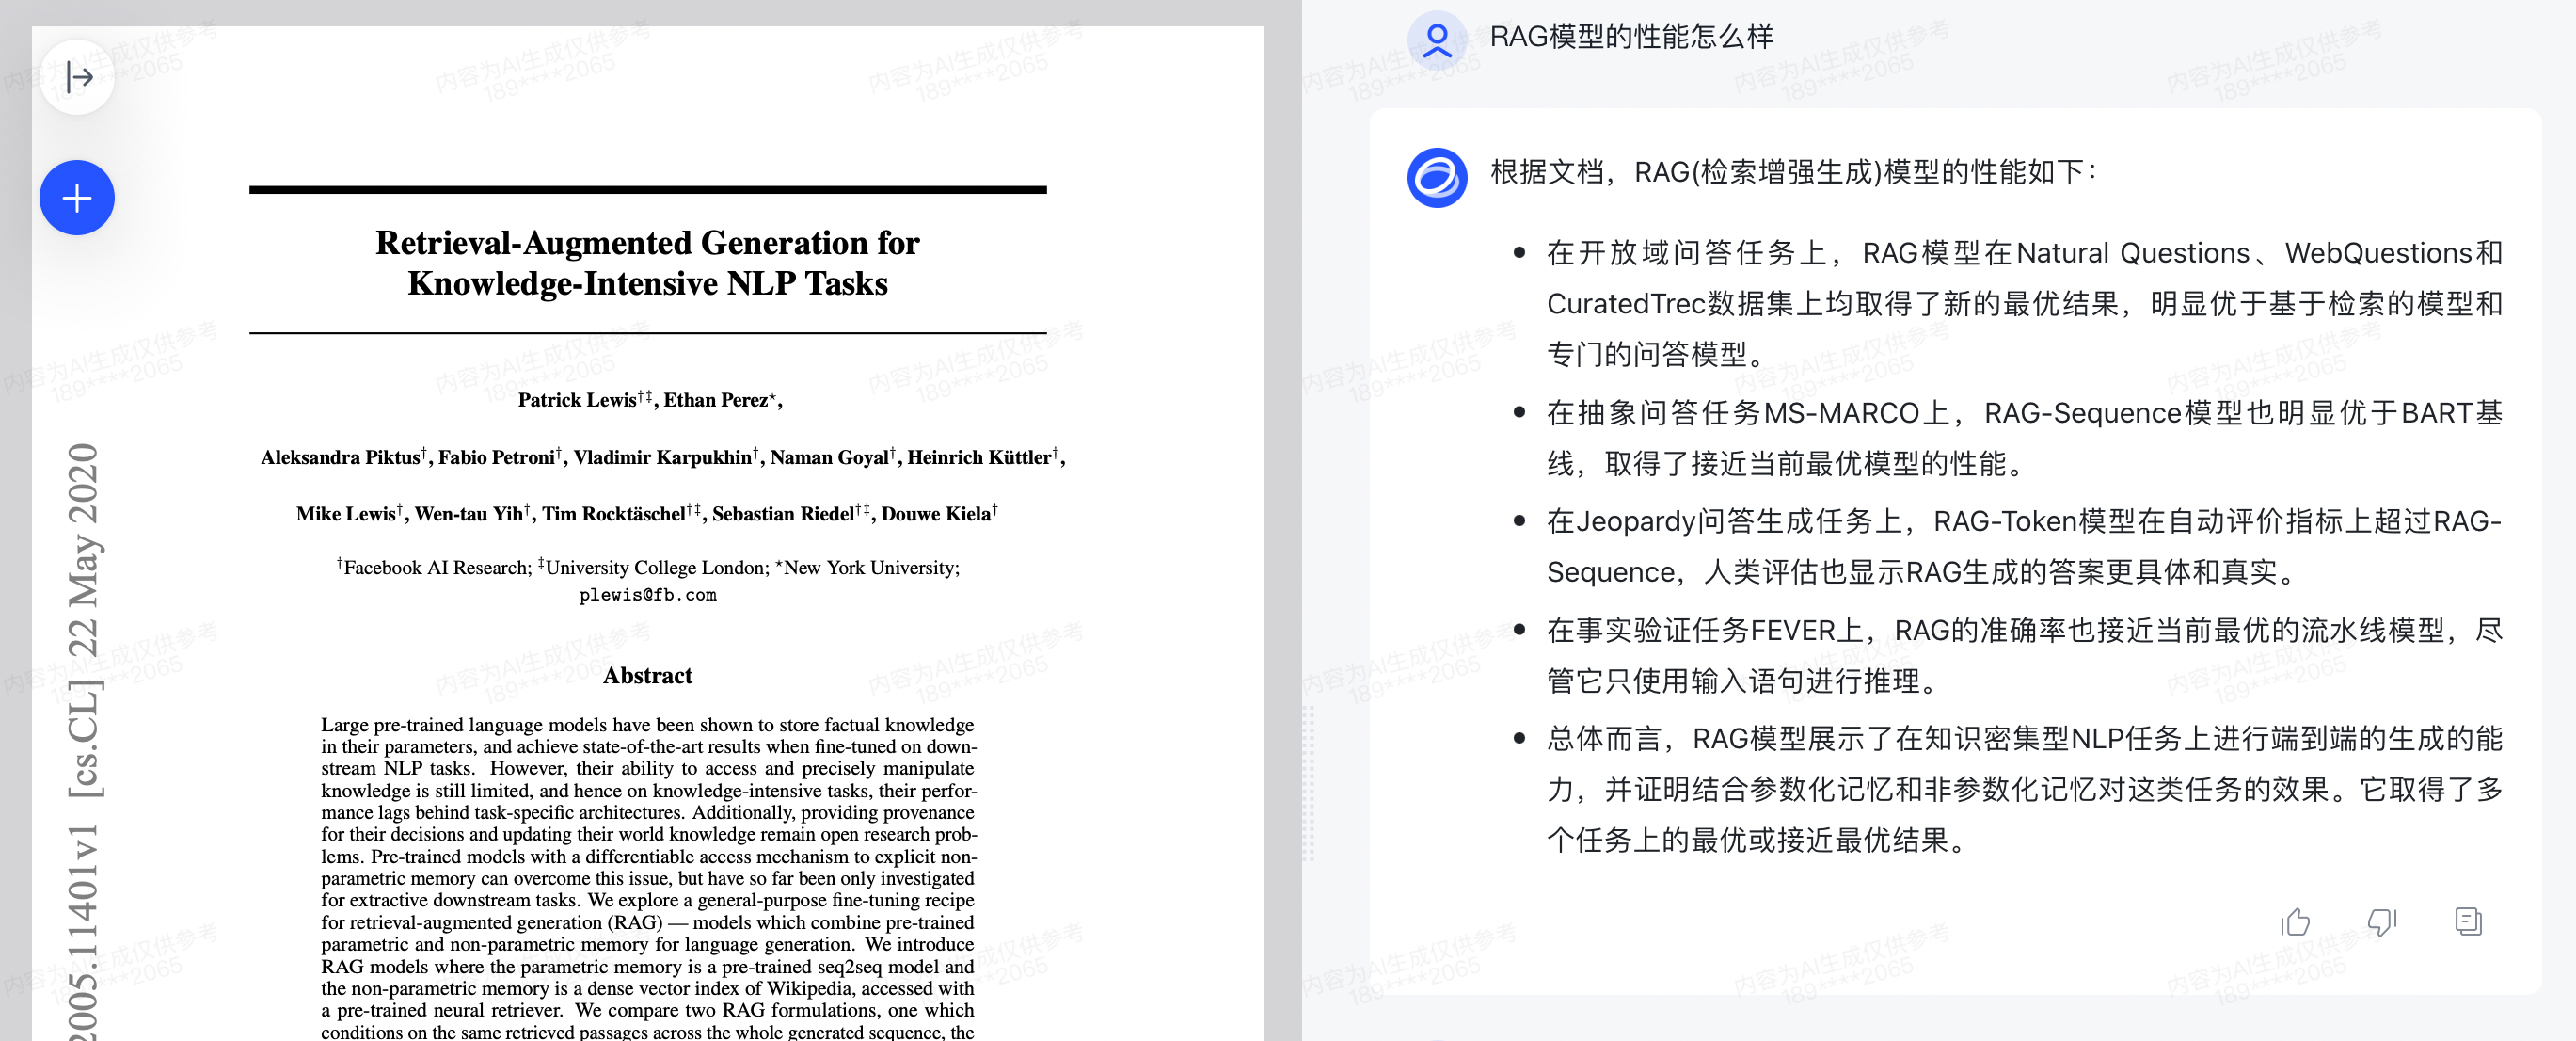 Retrieval-Augmented Generation for
Knowledge-Intensive NLP Tasks
Patrick Lewis†‡, Ethan Perez⋆,
Aleksandra Piktus†, Fabio Petroni†, Vladimir Karpukhin†, Naman Goyal†, Heinrich Küttler†,
Mike Lewis†, Wen-tau Yih†, Tim Rocktäschel†‡, Sebastian Riedel†‡, Douwe Kiela†
†Facebook AI Research; ‡University College London; ⋆New York University;
plewis@fb.com
Abstract
Large pre-trained language models have been shown to store factual knowledge
in their parameters, and achieve state-of-the-art results when fine-tuned on down-
stream NLP tasks. However, their ability to access and precisely manipulate
knowledge is still limited, and hence on knowledge-intensive tasks, their perfor-
mance lags behind task-specific architectures. Additionally, providing provenance
for their decisions and updating their world knowledge remain open research prob-
lems. Pre-trained models with a differentiable access mechanism to explicit non-
parametric memory can overcome this issue, but have so far been only investigated
for extractive downstream tasks. We explore a general-purpose fine-tuning recipe
for retrieval-augmented generation (RAG) — models which combine pre-trained
parametric and non-parametric memory for language generation. We introduce
RAG models where the parametric memory is a pre-trained seq2seq model and
the non-parametric memory is a dense vector index of Wikipedia, accessed with
a pre-trained neural retriever. We compare two RAG formulations, one which
conditions on the same retrieved passages across the whole generated sequence, the
2005.11401v1 [cs.CL] 22 May 2020
RAG模型的性能怎么样
根据文档，RAG(检索增强生成)模型的性能如下：
• 在开放域问答任务上，RAG模型在Natural Questions、WebQuestions和
CuratedTrec数据集上均取得了新的最优结果，明显优于基于检索的模型和
专门的问答模型。
• 在抽象问答任务MS-MARCO上，RAG-Sequence模型也明显优于BART基
线，取得了接近当前最优模型的性能。
• 在Jeopardy问答生成任务上，RAG-Token模型在自动评价指标上超过RAG-
Sequence，人类评估也显示RAG生成的答案更具体和真实。
• 在事实验证任务FEVER上，RAG的准确率也接近当前最优的流水线模型，尽
管它只使用输入语句进行推理。
• 总体而言，RAG模型展示了在知识密集型NLP任务上进行端到端的生成的能
力，并证明结合参数化记忆和非参数化记忆对这类任务的效果。它取得了多
个任务上的最优或接近最优结果。
内容为AI生成仅供参考
189****2065